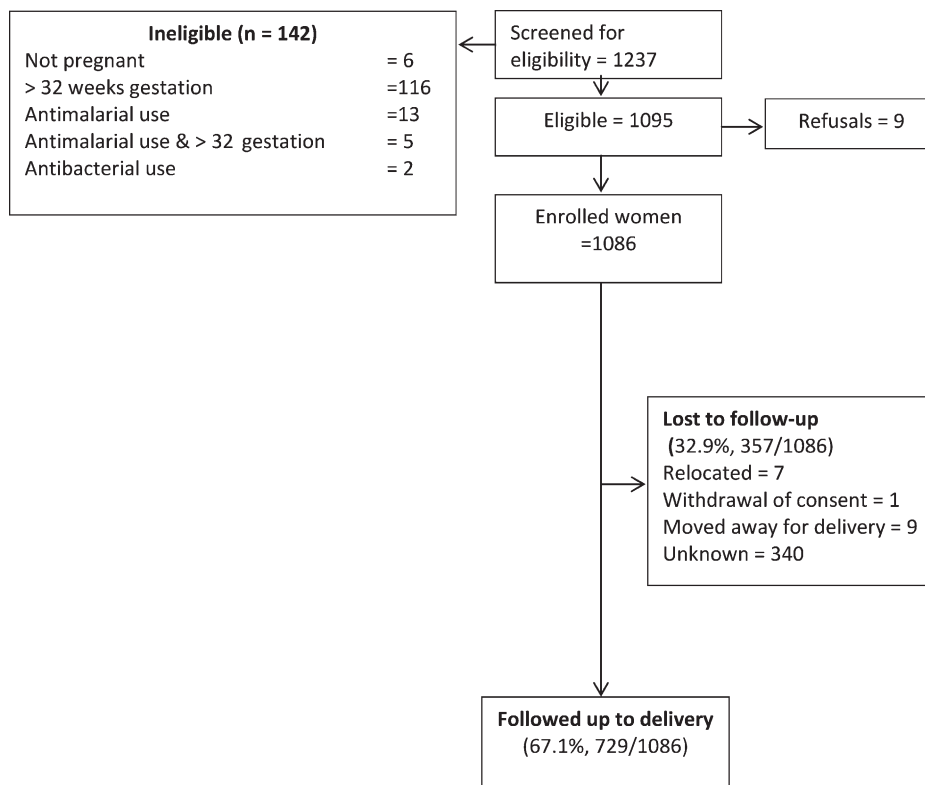 Screened for
eligibility = 1237
Ineligible (n = 142)
Not pregnant = 6
> 32 weeks gestation =116
Antimalarial use =13
Antimalarial use & > 32 gestation = 5
Antibacterial use = 2
Eligible = 1095
Refusals = 9
Enrolled women
=1086
Lost to follow-up
(32.9%, 357/1086)
Relocated = 7
Withdrawal of consent = 1
Moved away for delivery = 9
Unknown = 340
Followed up to delivery
(67.1%, 729/1086)